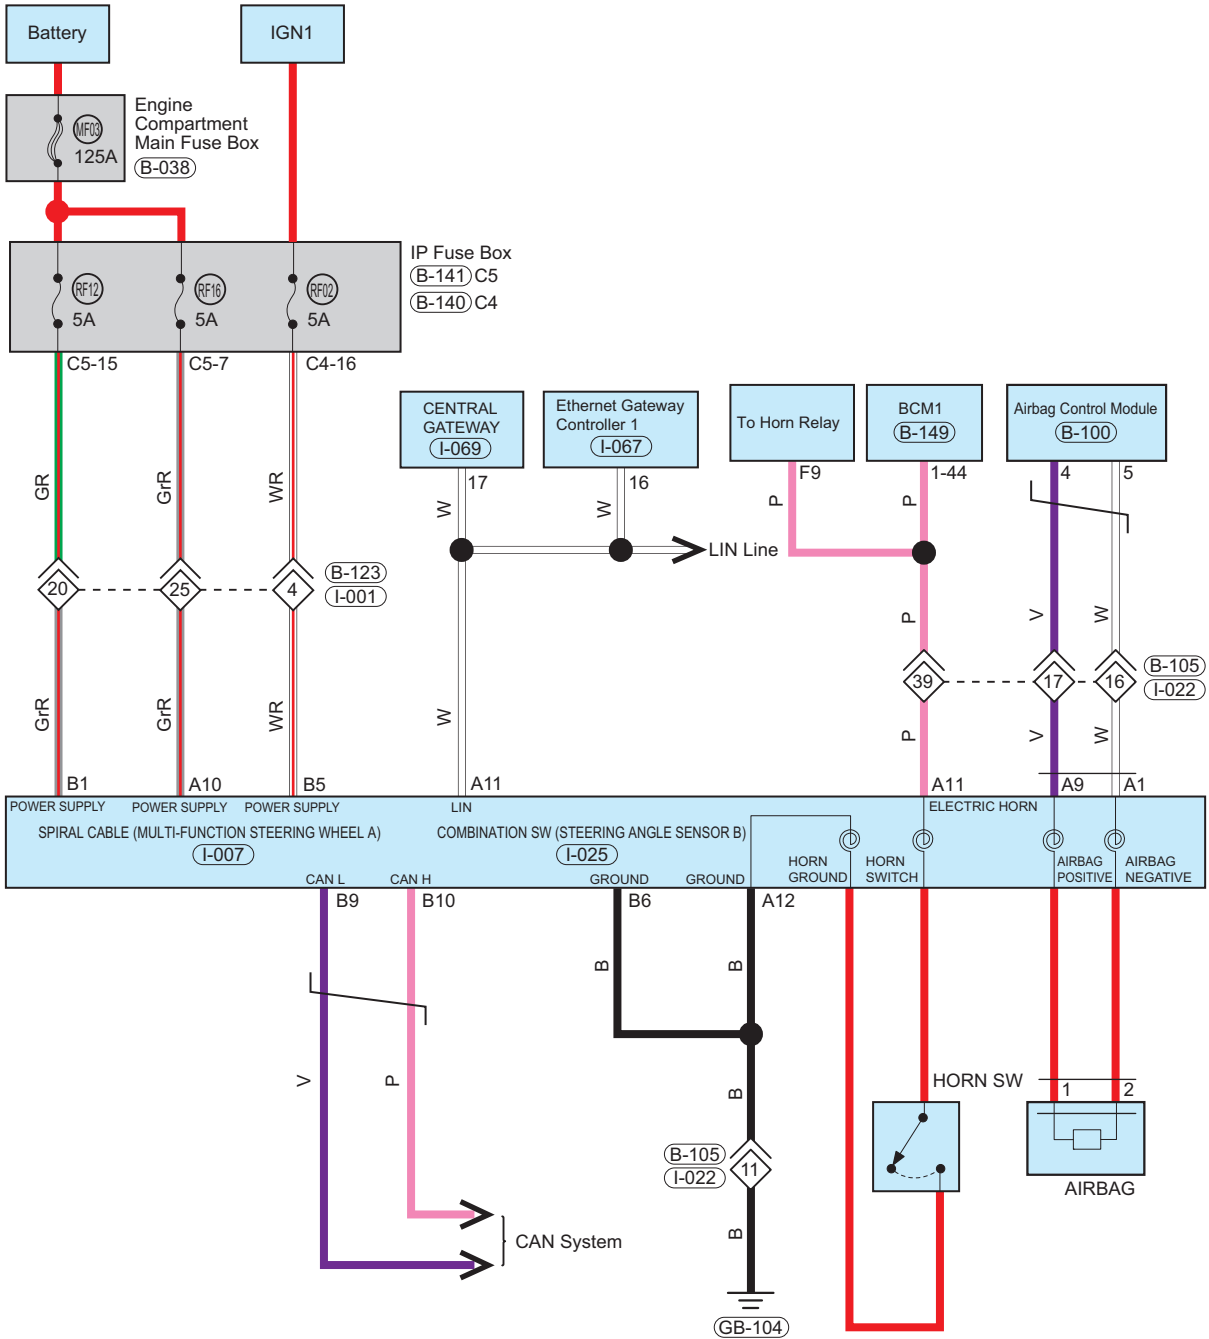 Battery
IGN1
Engine
Compartment
Main Fuse Box
B-038
MF03
125A
IP Fuse Box
B-141 C5
B-140 C4
RF12
5A
RF16
5A
RF02
5A
C5-15
C5-7
C4-16
CENTRAL
GATEWAY
I-069
Ethernet Gateway
Controller 1
I-067
To Horn Relay
BCM1
B-149
Airbag Control Module
B-100
17
16
F9
1-44
4
5
GR
GrR
WR
W
W
P
P
LIN Line
20
25
4
B-123
I-001
P
V
W
39
17
16
B-105
I-022
GrR
GrR
WR
W
P
V
W
B1
A10
B5
A11
A11
A9
A1
POWER SUPPLY
POWER SUPPLY
POWER SUPPLY
LIN
ELECTRIC HORN
SPIRAL CABLE (MULTI-FUNCTION STEERING WHEEL A)
I-007
COMBINATION SW (STEERING ANGLE SENSOR B)
I-025
HORN
GROUND
HORN
SWITCH
AIRBAG
POSITIVE
AIRBAG
NEGATIVE
CAN L
CAN H
GROUND
GROUND
B9
B10
B6
A12
B
B
V
P
B
HORN SW
1
2
AIRBAG
B-105
I-022
11
B
CAN System
GB-104